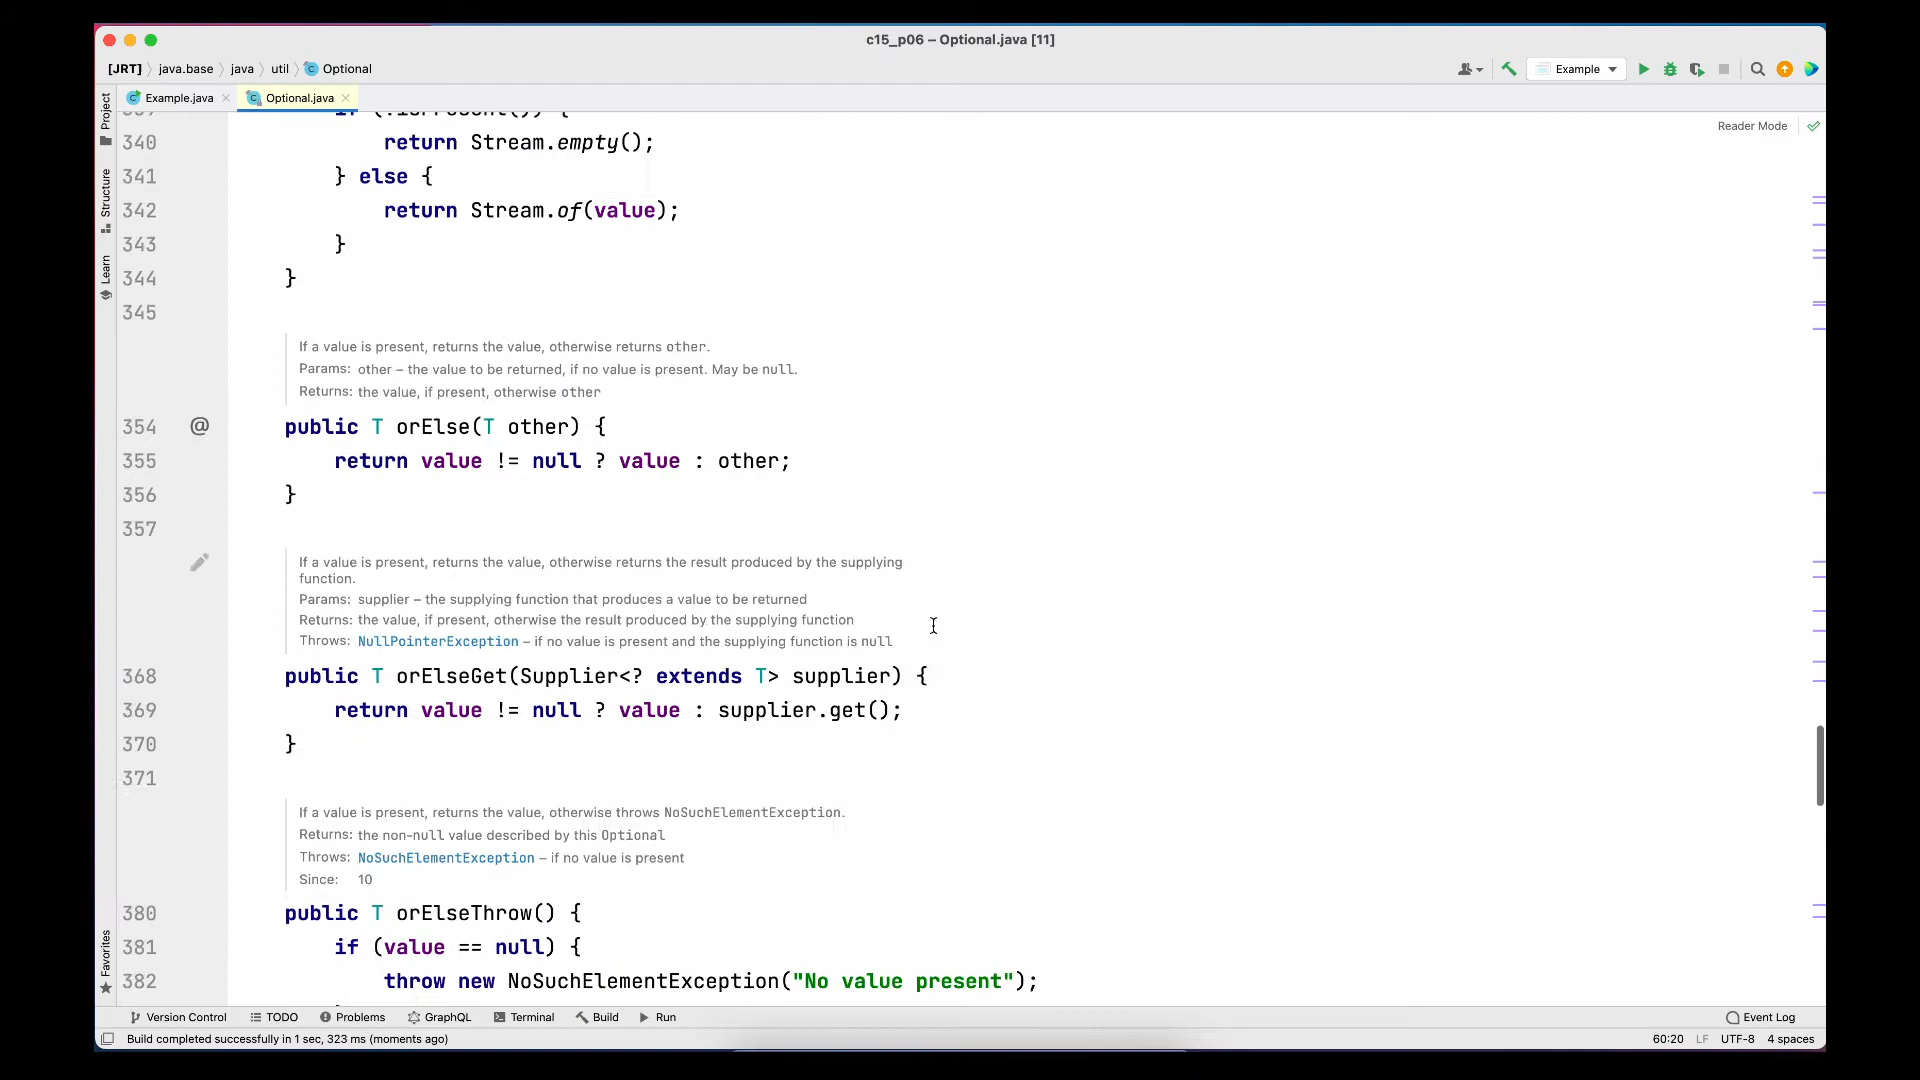 c15_p06 – Optional.java [11]
[JRT] java.base java util Optional
Example
Example.java Optional.java
Project
Structure
Learn
Favorites
Reader Mode
340 return Stream.empty();
341 } else {
342 return Stream.of(value);
343 }
344 }
345
If a value is present, returns the value, otherwise returns other.
Params: other – the value to be returned, if no value is present. May be null.
Returns: the value, if present, otherwise other
354 @ public T orElse(T other) {
355 return value != null ? value : other;
356 }
357
If a value is present, returns the value, otherwise returns the result produced by the supplying
function.
Params: supplier – the supplying function that produces a value to be returned
Returns: the value, if present, otherwise the result produced by the supplying function
Throws: NullPointerException – if no value is present and the supplying function is null
368 public T orElseGet(Supplier<? extends T> supplier) {
369 return value != null ? value : supplier.get();
370 }
371
If a value is present, returns the value, otherwise throws NoSuchElementException.
Returns: the non-null value described by this Optional
Throws: NoSuchElementException – if no value is present
Since: 10
380 public T orElseThrow() {
381 if (value == null) {
382 throw new NoSuchElementException("No value present");
Version Control TODO Problems GraphQL Terminal Build Run Event Log
Build completed successfully in 1 sec, 323 ms (moments ago) 60:20 LF UTF-8 4 spaces